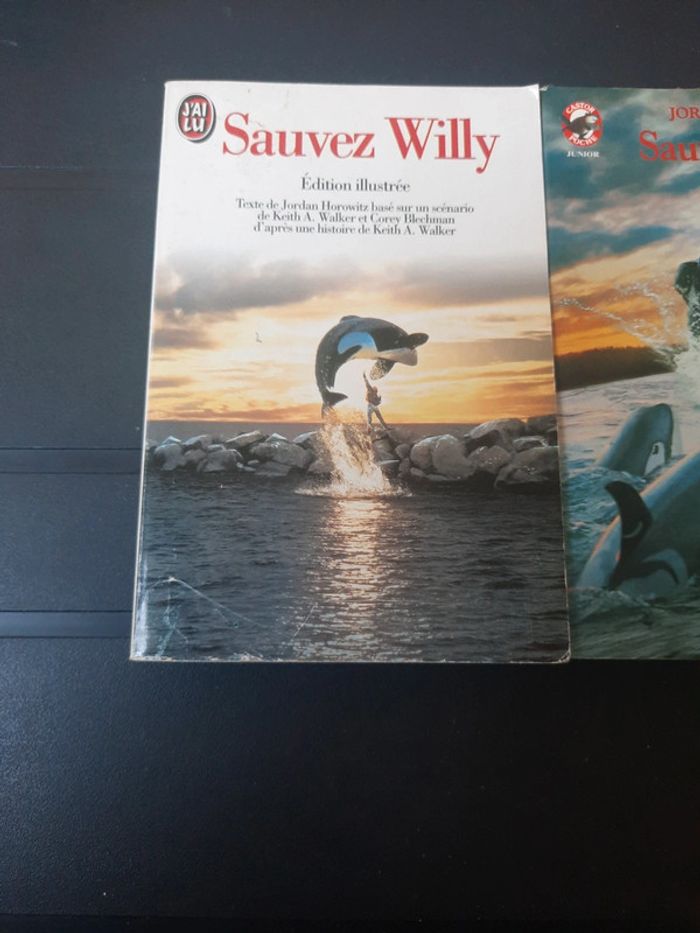 J'AI
LU
Sauvez Willy
Édition illustrée
Texte de Jordan Horowitz basé sur un scénario
de Keith A. Walker et Corey Blechman
d'après une histoire de Keith A. Walker
CASTOR
POCHE
JUNIOR
JOR
Sau